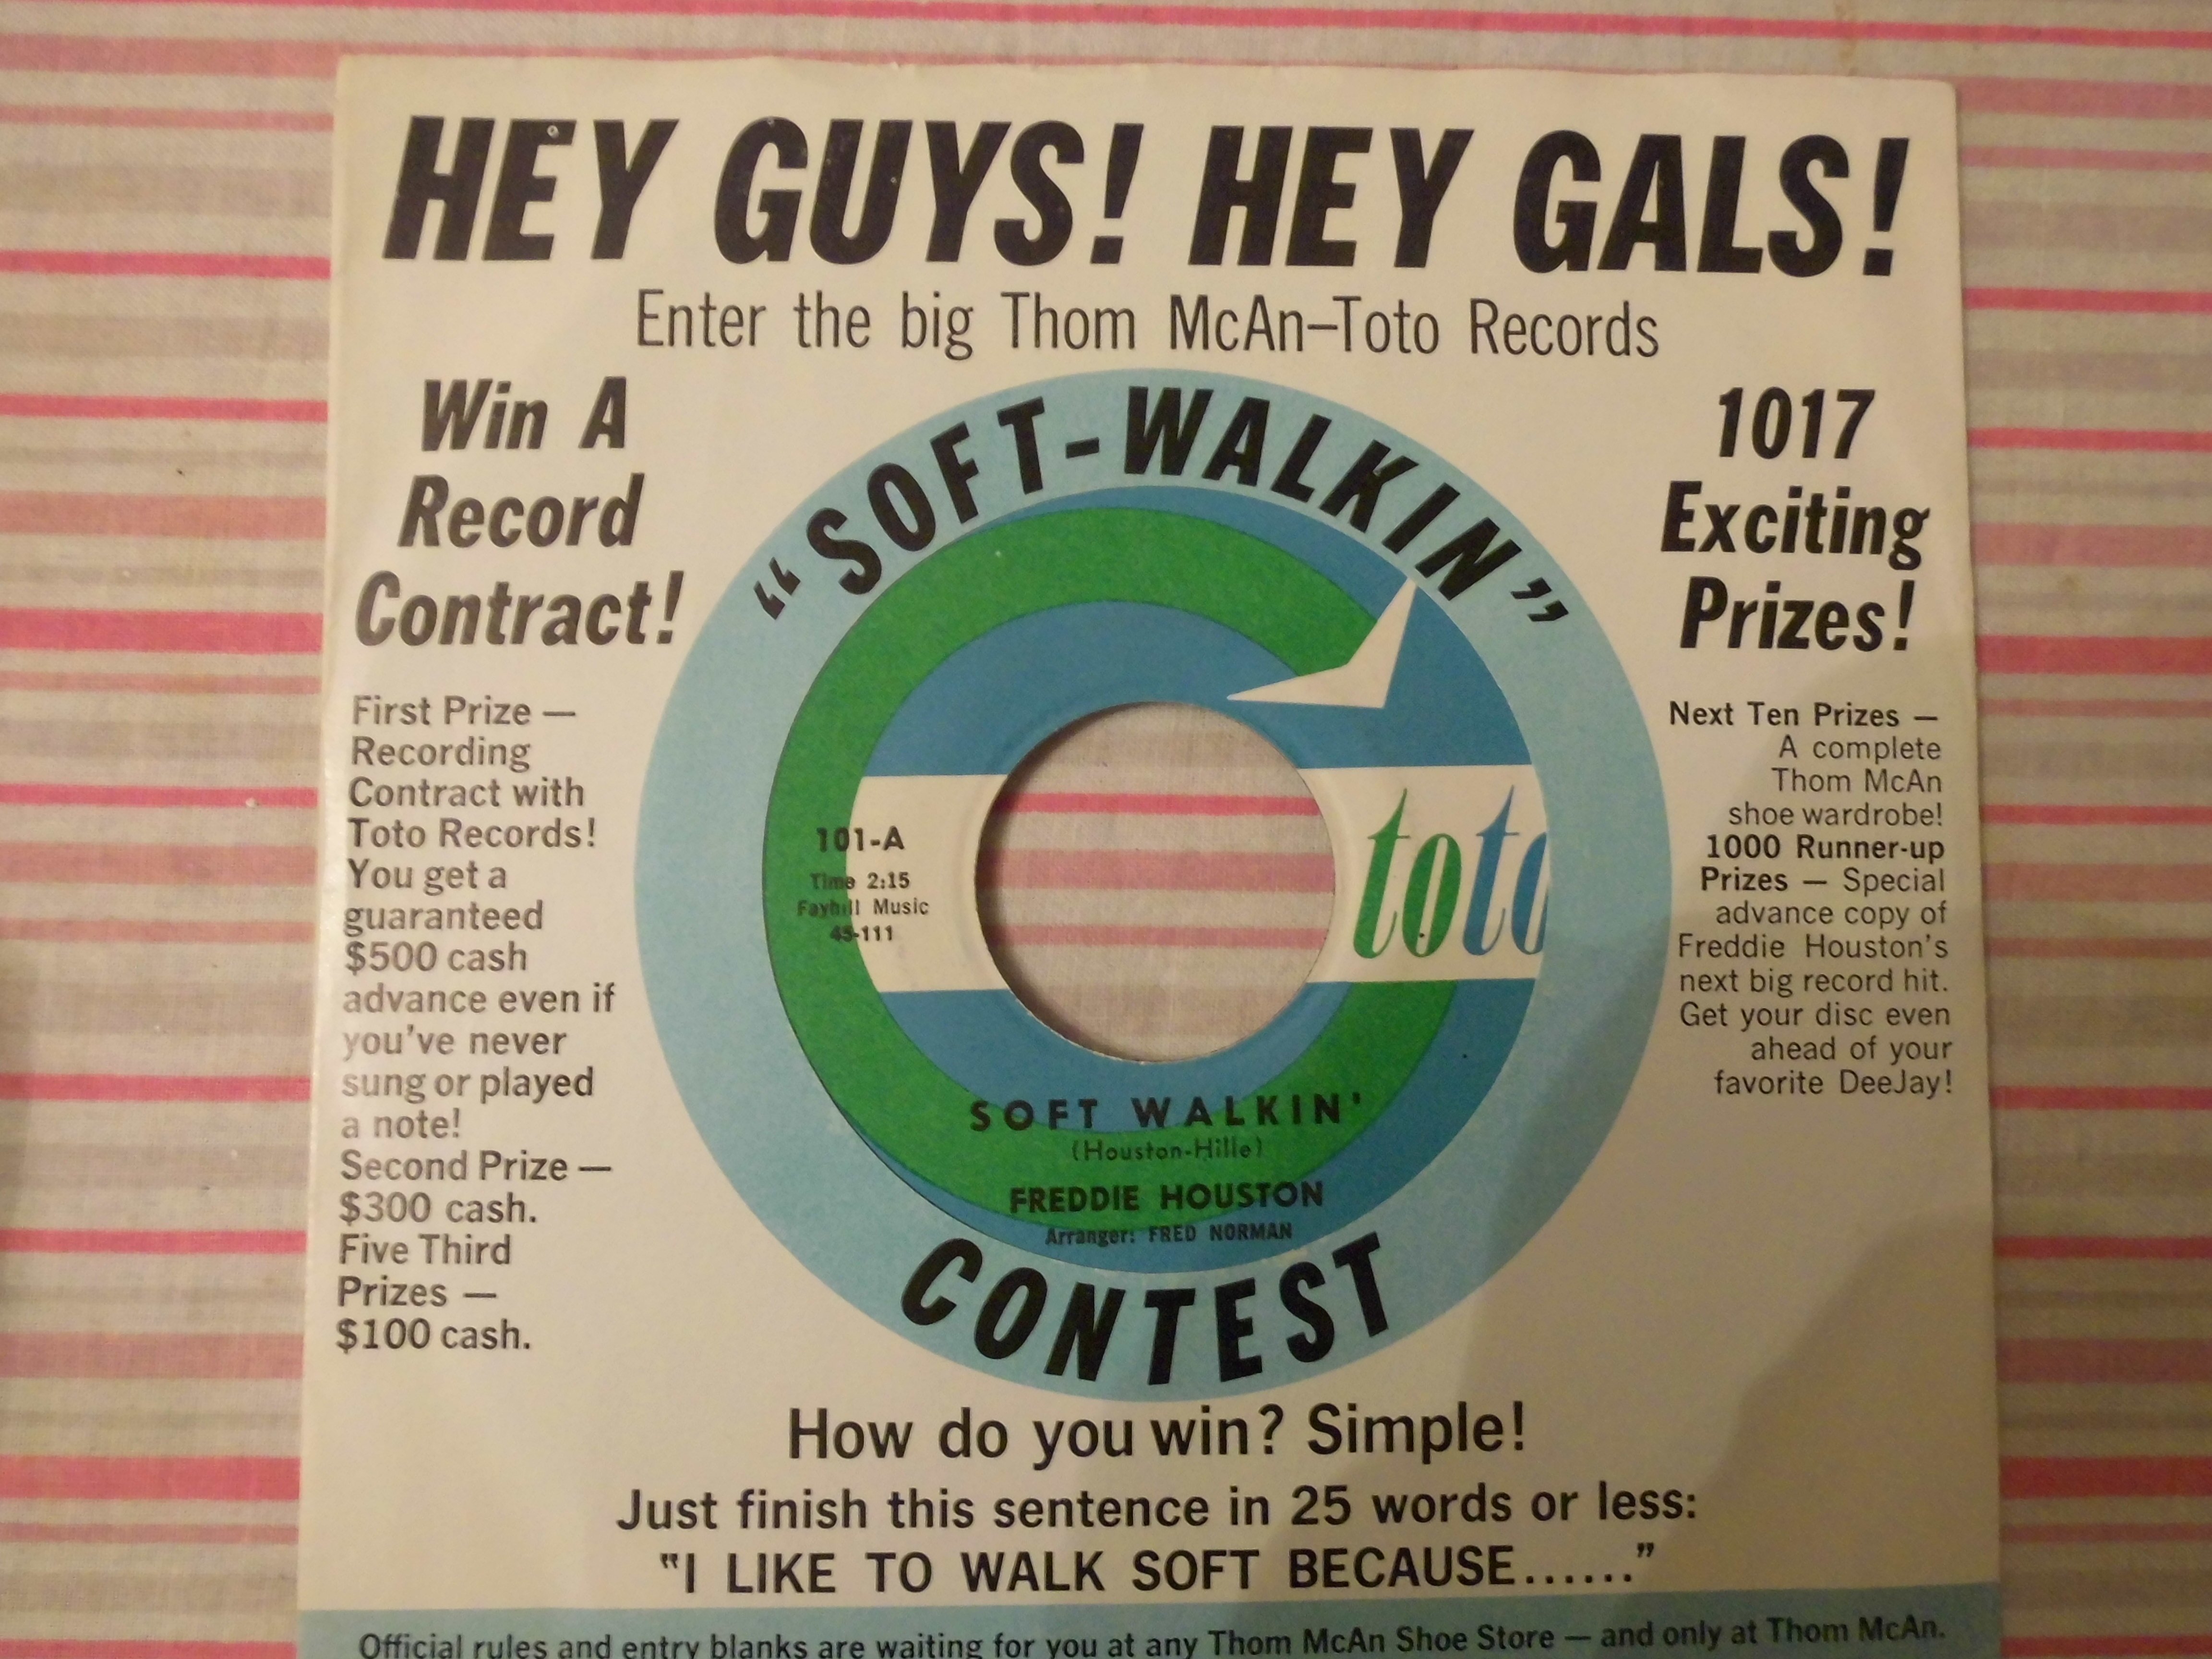 HEY GUYS! HEY GALS!
Enter the big Thom McAn–Toto Records
Win A
Record
Contract!
First Prize —
Recording
Contract with
Toto Records!
You get a
guaranteed
$500 cash
advance even if
you've never
sung or played
a note!
Second Prize —
$300 cash.
Five Third
Prizes —
$100 cash.
"SOFT-WALKIN"
101-A
Time 2:15
Fayhill Music
45-111
toto
SOFT WALKIN'
(Houston-Hille)
FREDDIE HOUSTON
Arranger: FRED NORMAN
CONTEST
1017
Exciting
Prizes!
Next Ten Prizes —
A complete
Thom McAn
shoe wardrobe!
1000 Runner-up
Prizes — Special
advance copy of
Freddie Houston's
next big record hit.
Get your disc even
ahead of your
favorite DeeJay!
How do you win? Simple!
Just finish this sentence in 25 words or less:
"I LIKE TO WALK SOFT BECAUSE......"
Official rules and entry blanks are waiting for you at any Thom McAn Shoe Store — and only at Thom McAn.